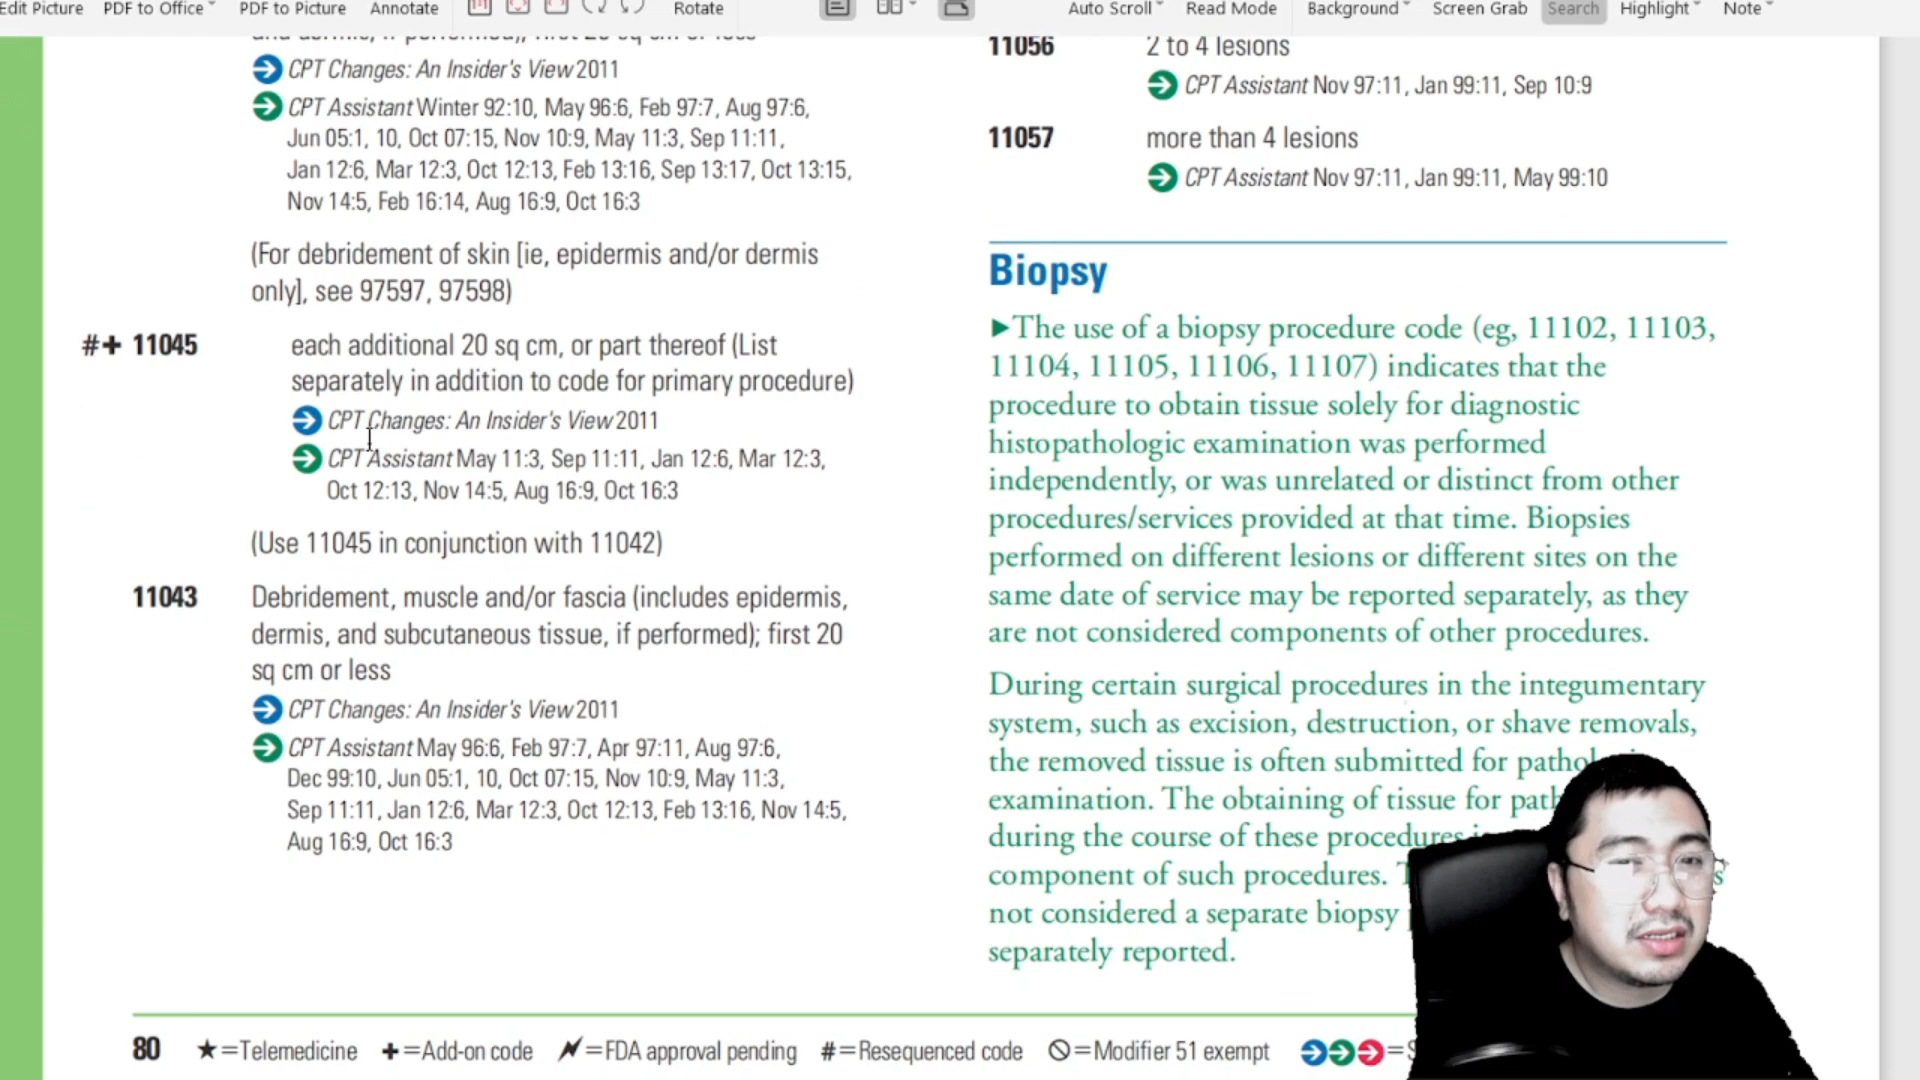 Edit Picture PDF to Office PDF to Picture Annotate Rotate Auto Scroll Read Mode Background Screen Grab Search Highlight Note
CPT Changes: An Insider's View 2011
CPT Assistant Winter 92:10, May 96:6, Feb 97:7, Aug 97:6,
Jun 05:1, 10, Oct 07:15, Nov 10:9, May 11:3, Sep 11:11,
Jan 12:6, Mar 12:3, Oct 12:13, Feb 13:16, Sep 13:17, Oct 13:15,
Nov 14:5, Feb 16:14, Aug 16:9, Oct 16:3
(For debridement of skin [ie, epidermis and/or dermis
only], see 97597, 97598)
#✚ 11045 each additional 20 sq cm, or part thereof (List
separately in addition to code for primary procedure)
CPT Changes: An Insider's View 2011
CPT Assistant May 11:3, Sep 11:11, Jan 12:6, Mar 12:3,
Oct 12:13, Nov 14:5, Aug 16:9, Oct 16:3
(Use 11045 in conjunction with 11042)
11043 Debridement, muscle and/or fascia (includes epidermis,
dermis, and subcutaneous tissue, if performed); first 20
sq cm or less
CPT Changes: An Insider's View 2011
CPT Assistant May 96:6, Feb 97:7, Apr 97:11, Aug 97:6,
Dec 99:10, Jun 05:1, 10, Oct 07:15, Nov 10:9, May 11:3,
Sep 11:11, Jan 12:6, Mar 12:3, Oct 12:13, Feb 13:16, Nov 14:5,
Aug 16:9, Oct 16:3
11056 2 to 4 lesions
CPT Assistant Nov 97:11, Jan 99:11, Sep 10:9
11057 more than 4 lesions
CPT Assistant Nov 97:11, Jan 99:11, May 99:10
Biopsy
►The use of a biopsy procedure code (eg, 11102, 11103,
11104, 11105, 11106, 11107) indicates that the
procedure to obtain tissue solely for diagnostic
histopathologic examination was performed
independently, or was unrelated or distinct from other
procedures/services provided at that time. Biopsies
performed on different lesions or different sites on the
same date of service may be reported separately, as they
are not considered components of other procedures.
During certain surgical procedures in the integumentary
system, such as excision, destruction, or shave removals,
the removed tissue is often submitted for
examination. The obtaining of tissue for
during the course of these procedures
component of such procedures.
not considered a separate biopsy
separately reported.
80 ★=Telemedicine ✚=Add-on code =FDA approval pending #=Resequenced code =Modifier 51 exempt =